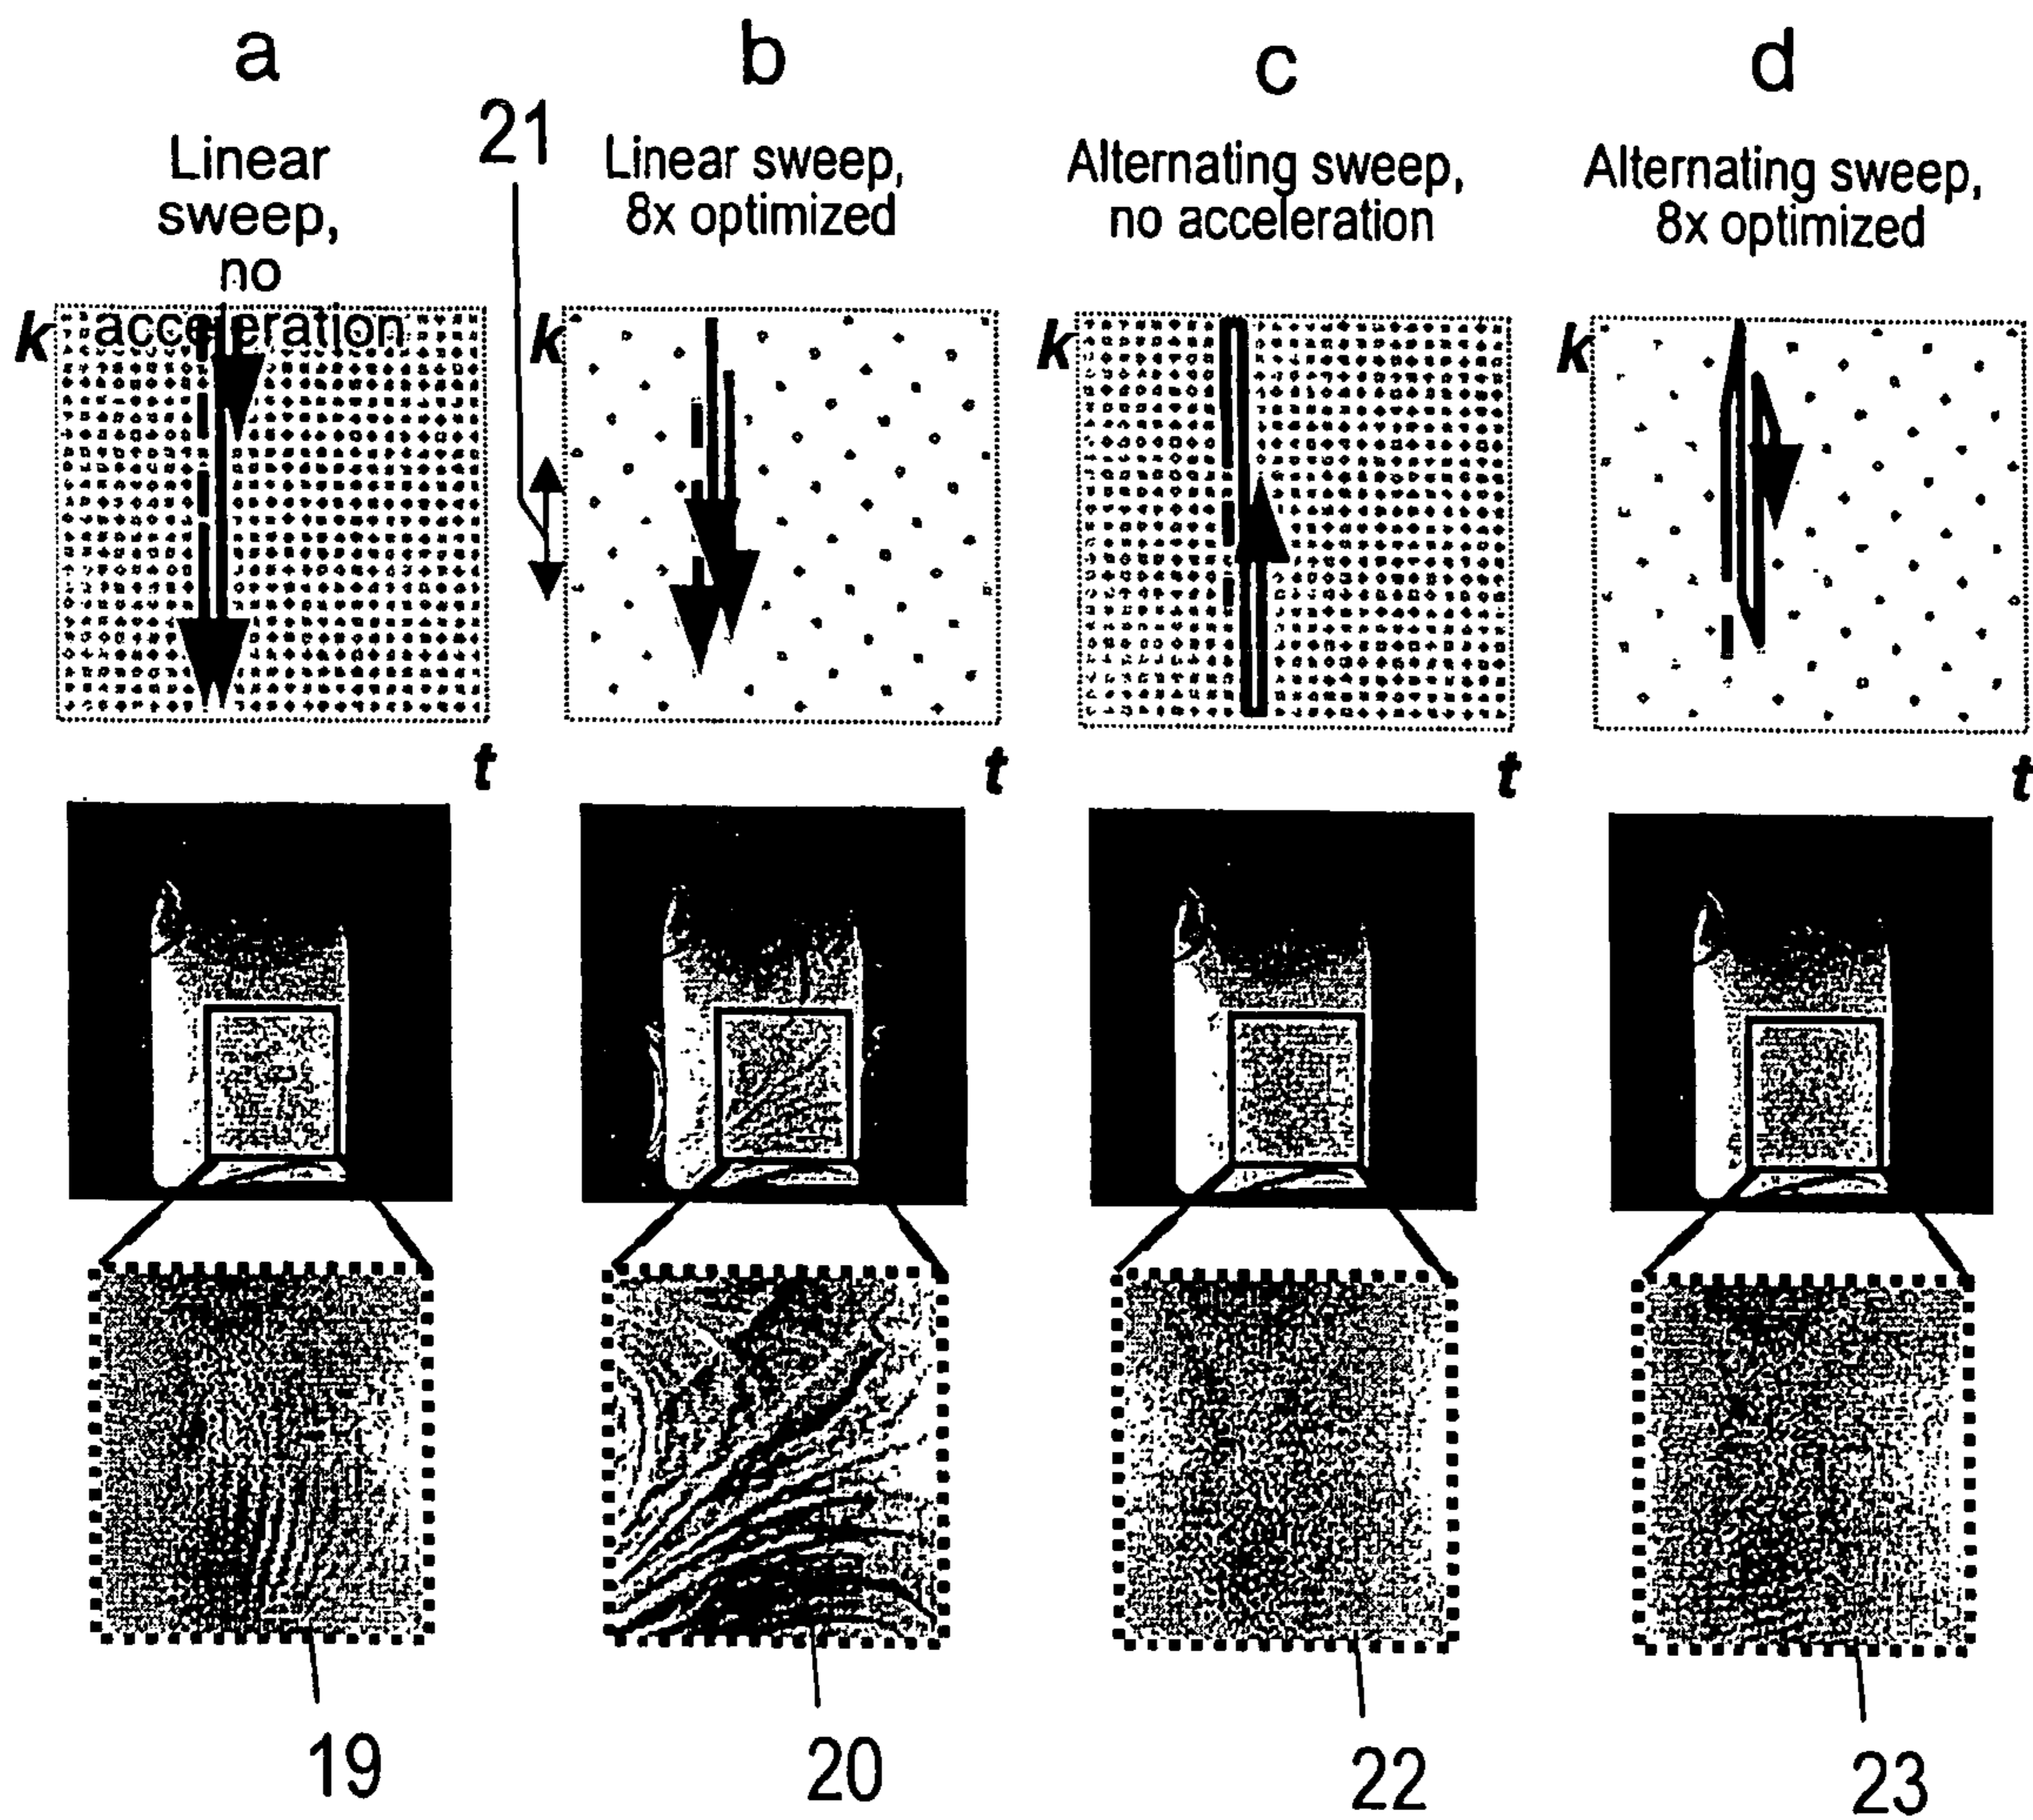 a
b
c
d
21
Linear
sweep,
no
acceleration
Linear sweep,
8x optimized
Alternating sweep,
no acceleration
Alternating sweep,
8x optimized
k
k
k
k
t
t
t
t
19
20
22
23